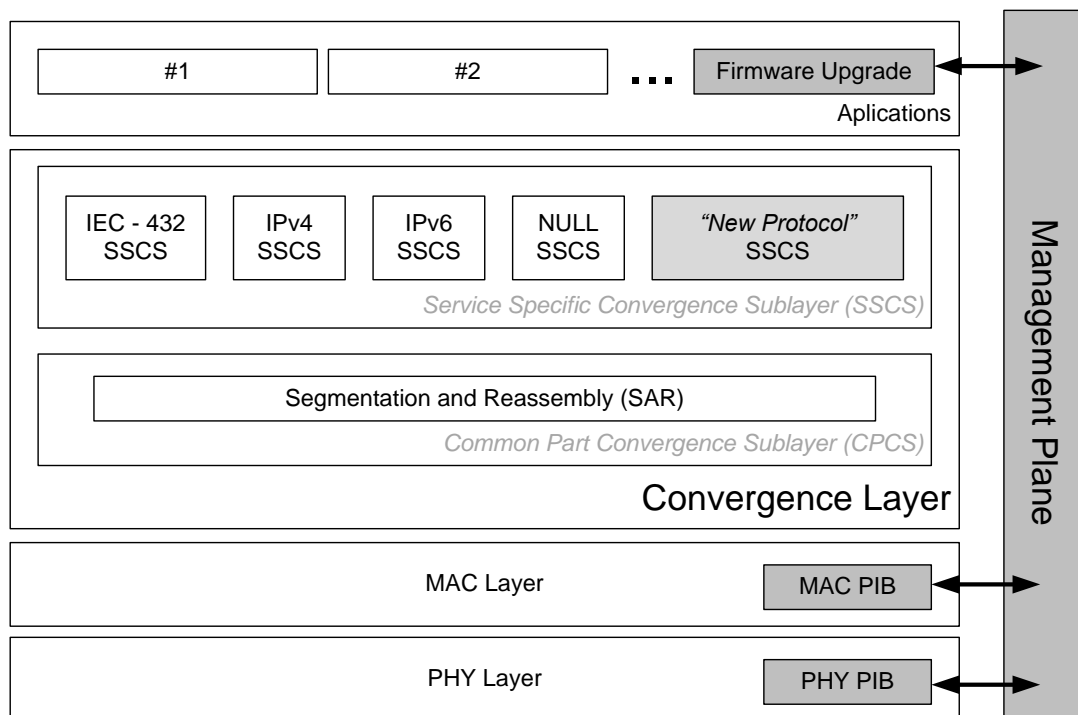 #1
#2
...
Firmware Upgrade
Aplications
IEC - 432
SSCS
IPv4
SSCS
IPv6
SSCS
NULL
SSCS
“New Protocol”
SSCS
Service Specific Convergence Sublayer (SSCS)
Segmentation and Reassembly (SAR)
Common Part Convergence Sublayer (CPCS)
Convergence Layer
MAC Layer
MAC PIB
PHY Layer
PHY PIB
Management Plane